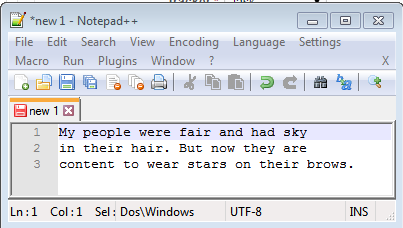 *new 1 - Notepad++
File Edit Search View Encoding Language Settings
Macro Run Plugins Window ? X
new 1
1 My people were fair and had sky
2 in their hair. But now they are
3 content to wear stars on their brows.
Ln:1 Col:1 Sel: Dos\Windows UTF-8 INS